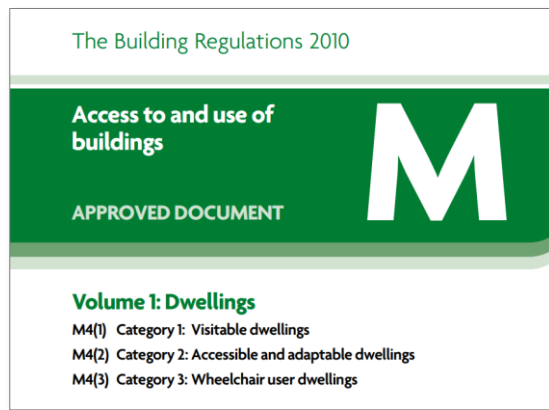 The Building Regulations 2010
Access to and use of
buildings
M
APPROVED DOCUMENT
Volume 1: Dwellings
M4(1) Category 1: Visitable dwellings
M4(2) Category 2: Accessible and adaptable dwellings
M4(3) Category 3: Wheelchair user dwellings